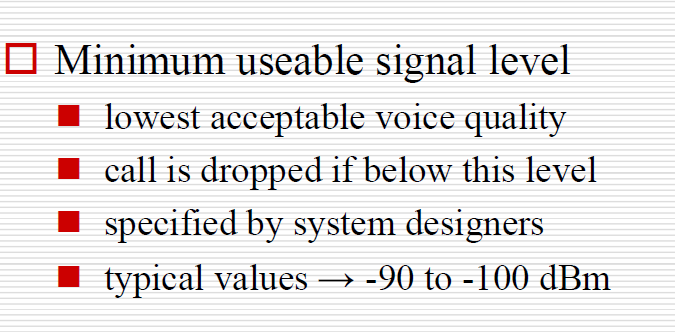 Minimum useable signal level
lowest acceptable voice quality
call is dropped if below this level
specified by system designers
typical values → -90 to -100 dBm